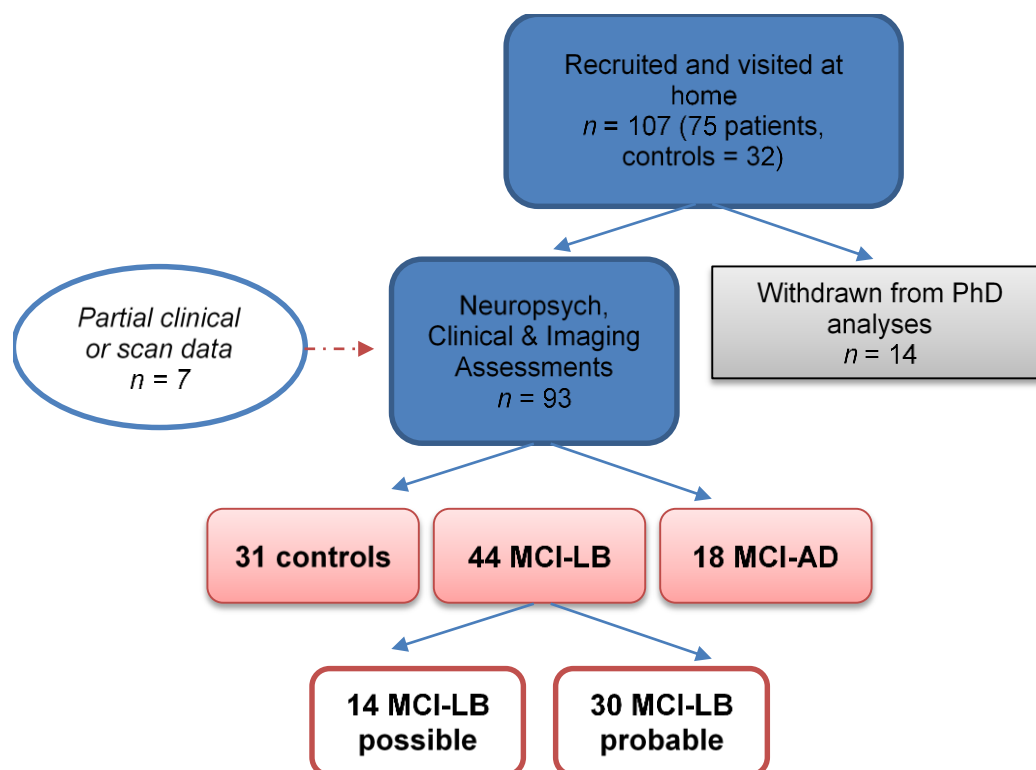 Recruited and visited at
home
n = 107 (75 patients,
controls = 32)
Partial clinical
or scan data
n = 7
Neuropsych,
Clinical & Imaging
Assessments
n = 93
Withdrawn from PhD
analyses
n = 14
31 controls
44 MCI-LB
18 MCI-AD
14 MCI-LB
possible
30 MCI-LB
probable